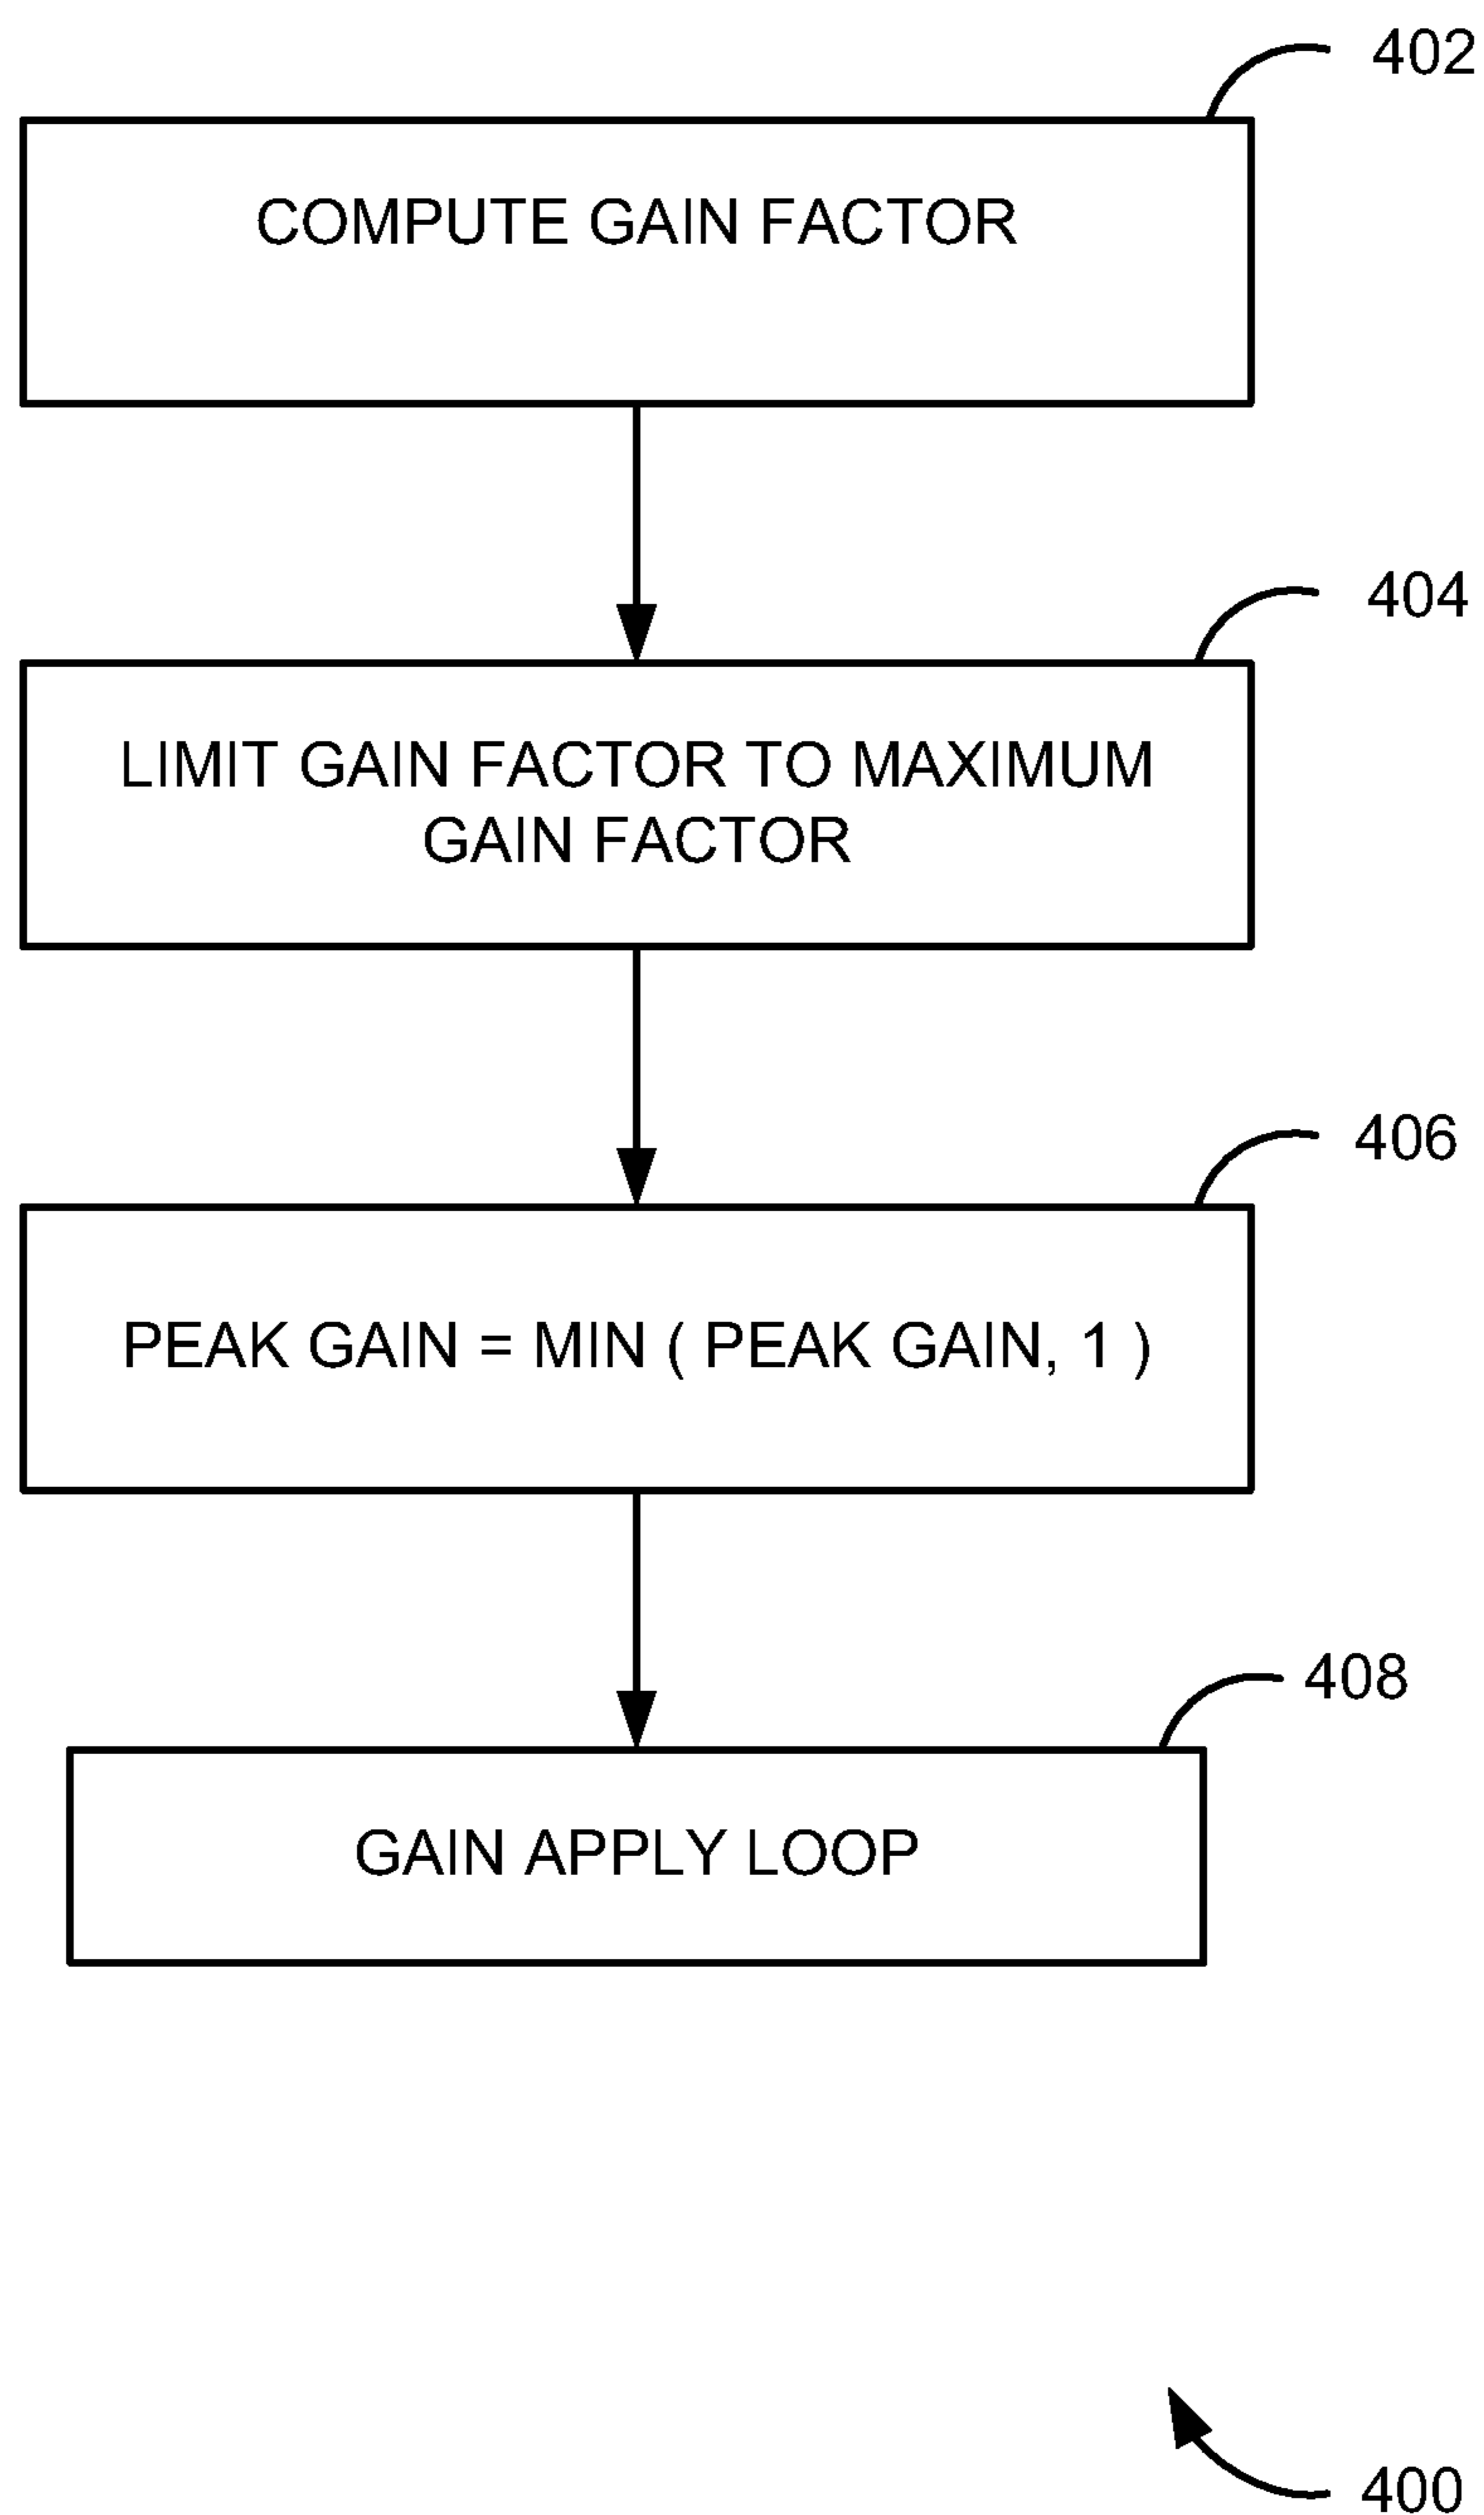 402
COMPUTE GAIN FACTOR
404
LIMIT GAIN FACTOR TO MAXIMUM
GAIN FACTOR
406
PEAK GAIN = MIN ( PEAK GAIN, 1 )
408
GAIN APPLY LOOP
400